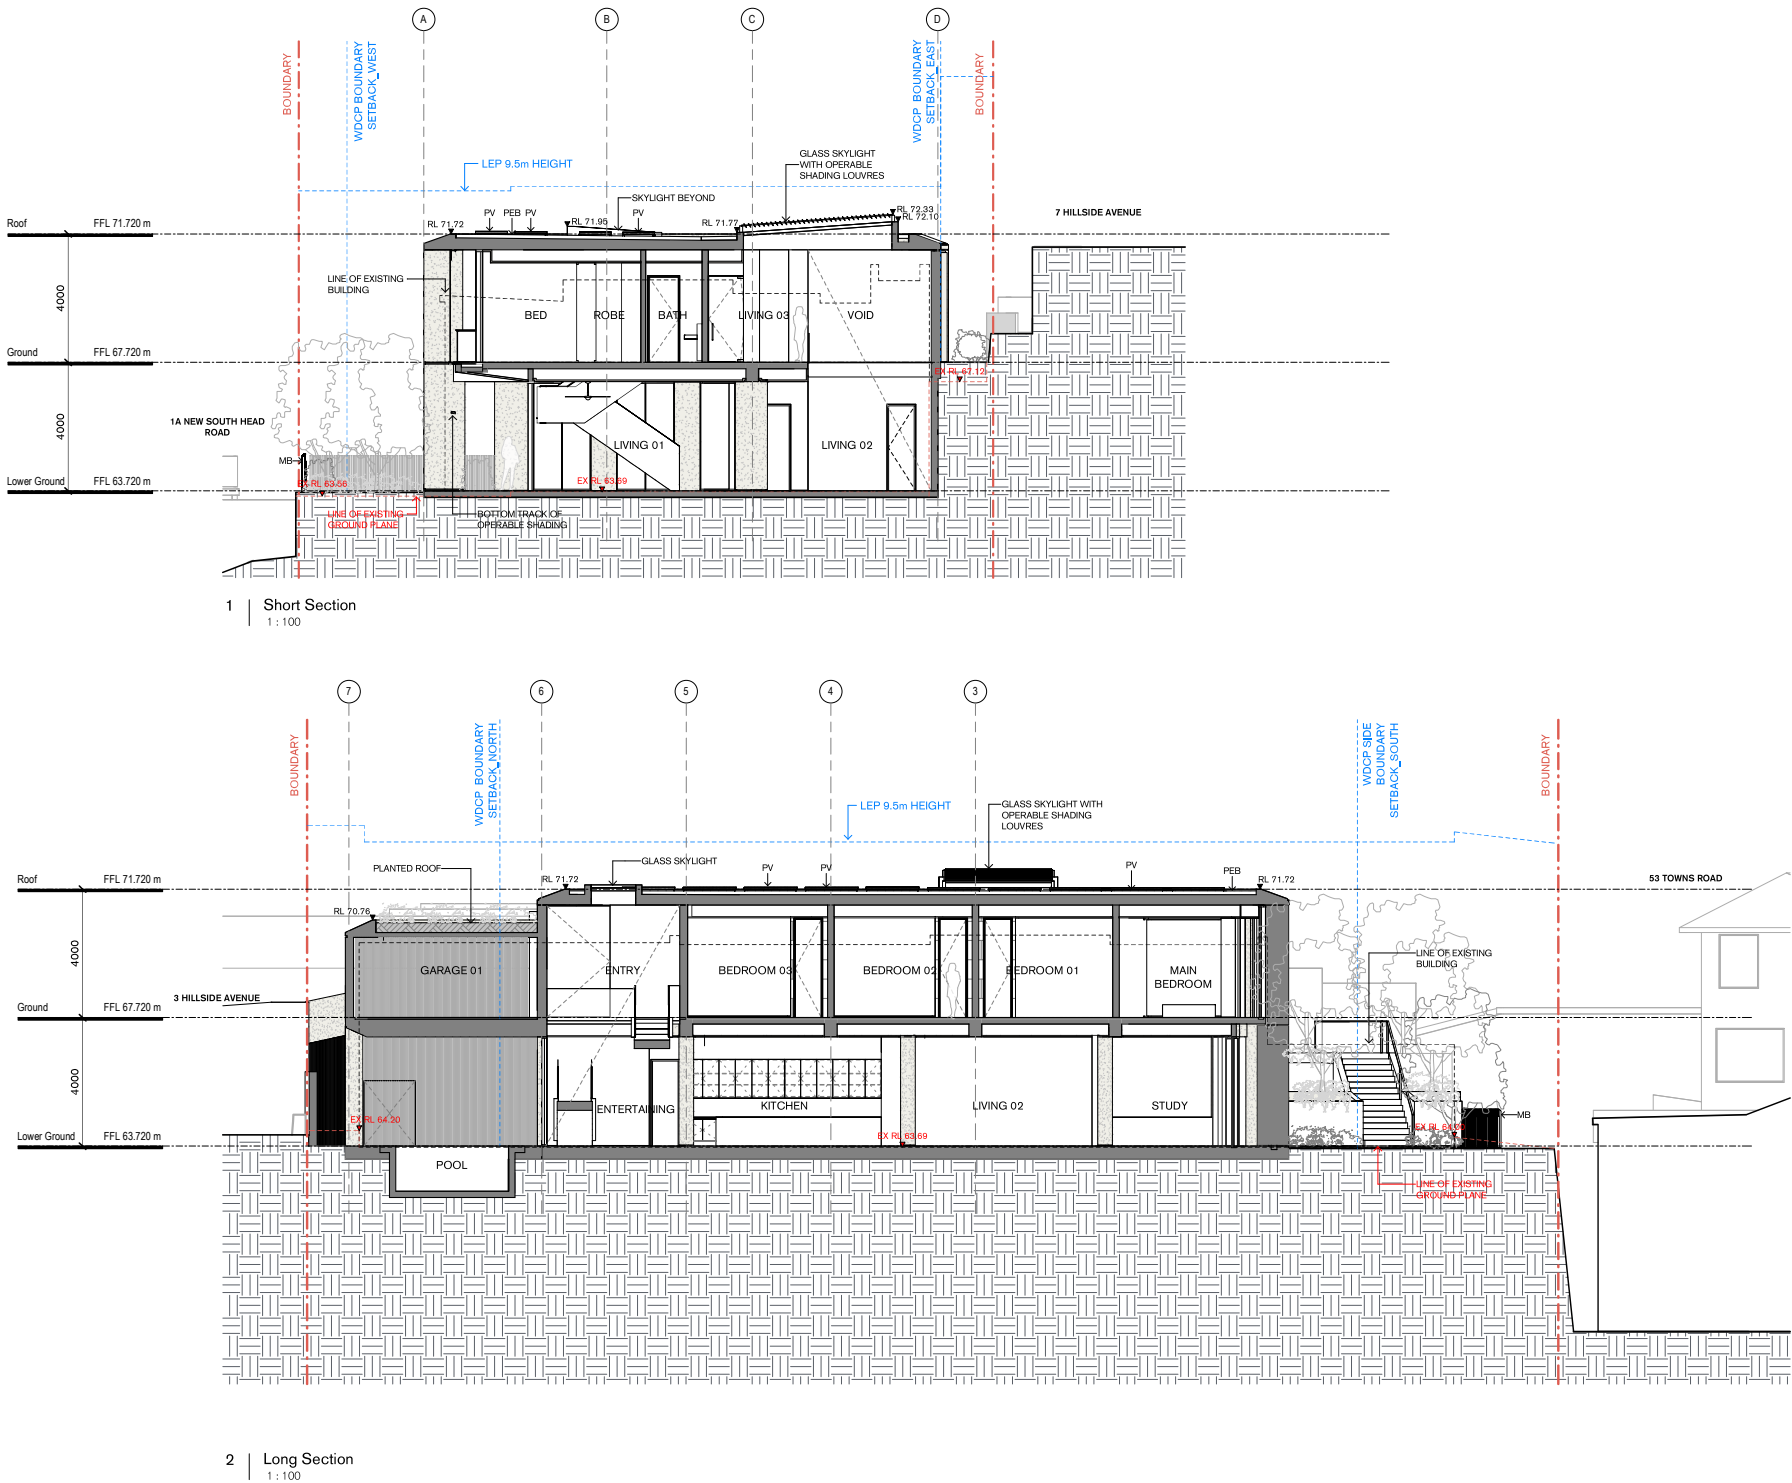 A
B
C
D
BOUNDARY
WDCP BOUNDARY
SETBACK_WEST
WDCP BOUNDARY
SETBACK_EAST
BOUNDARY
LEP 9.5m HEIGHT
GLASS SKYLIGHT
WITH OPERABLE
SHADING LOUVRES
SKYLIGHT BEYOND
7 HILLSIDE AVENUE
Roof FFL 71.720 m
RL 71.72
PV
PEB
PV
RL 71.95
PV
RL 71.77
RL 72.33
RL 72.10
LINE OF EXISTING
BUILDING
4000
BED
ROBE
BATH
LIVING 03
VOID
Ground FFL 67.720 m
EX RL 67.12
4000
1A NEW SOUTH HEAD
ROAD
LIVING 01
LIVING 02
MB
Lower Ground FFL 63.720 m
EX RL 63.56
EX RL 63.69
LINE OF EXISTING
GROUND PLANE
BOTTOM TRACK OF
OPERABLE SHADING
1 Short Section
1 : 100
7
6
5
4
3
BOUNDARY
WDCP BOUNDARY
SETBACK_NORTH
WDCP SIDE
BOUNDARY
SETBACK_SOUTH
BOUNDARY
LEP 9.5m HEIGHT
GLASS SKYLIGHT WITH
OPERABLE SHADING
LOUVRES
PLANTED ROOF
GLASS SKYLIGHT
PV
PV
PV
PEB
Roof FFL 71.720 m
RL 71.72
RL 71.72
53 TOWNS ROAD
RL 70.76
4000
GARAGE 01
ENTRY
BEDROOM 03
BEDROOM 02
BEDROOM 01
MAIN
BEDROOM
LINE OF EXISTING
BUILDING
3 HILLSIDE AVENUE
Ground FFL 67.720 m
4000
ENTERTAINING
KITCHEN
LIVING 02
STUDY
MB
EX RL 64.20
EX RL 63.69
Lower Ground FFL 63.720 m
POOL
LINE OF EXISTING
GROUND PLANE
2 Long Section
1 : 100